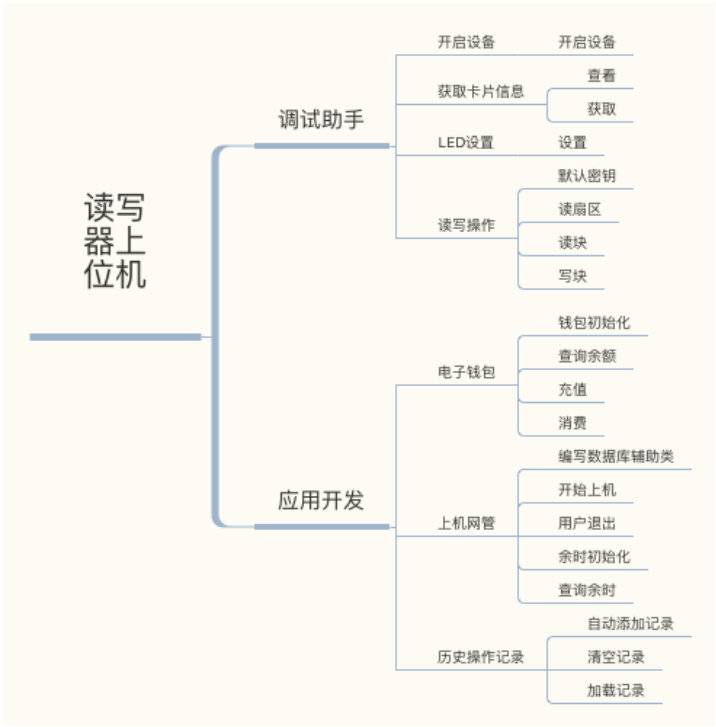 读写
器上
位机
调试助手
开启设备
开启设备
获取卡片信息
查看
获取
LED设置
设置
读写操作
默认密钥
读扇区
读块
写块
应用开发
电子钱包
钱包初始化
查询余额
充值
消费
上机网管
编写数据库辅助类
开始上机
用户退出
余时初始化
查询余时
历史操作记录
自动添加记录
清空记录
加载记录